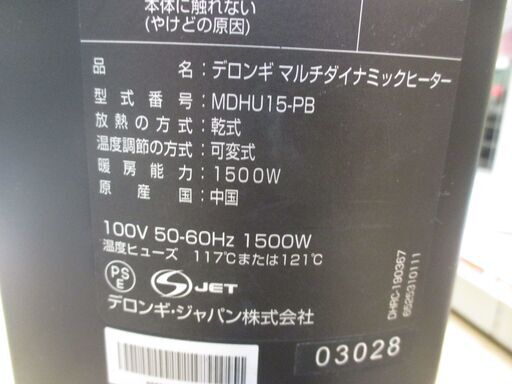 本体に触れない
(やけどの原因)
品 名：デロンギ マルチダイナミックヒーター
型式番号：MDHU15-PB
放熱の方式：乾式
温度調節の方式：可変式
暖房能力：1500W
原産国：中国
100V 50-60Hz 1500W
温度ヒューズ 117℃または121℃
PS
E
S JET
デロンギ・ジャパン株式会社
03028
DHRC-190367
6525310111